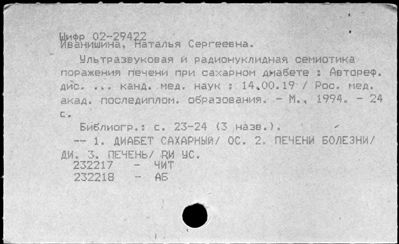 Шифр 02-29422
Иванишина, Наталья Сергеевна.
Ультразвуковая и радионуклидная семиотика
поражения печени при сахарном диабете : Автореф.
дис. ... канд. мед. наук : 14.00.19 / Рос. мед.
акад. последиплом. образования. - М., 1994. - 24
с.
Библиогр.: с. 23-24 (3 назв.).
-- 1. ДИАБЕТ САХАРНЫЙ/ ОС. 2. ПЕЧЕНИ БОЛЕЗНИ/
ДИ. 3. ПЕЧЕНЬ/ RИ УС.
232217 - ЧИТ
232218 - АБ